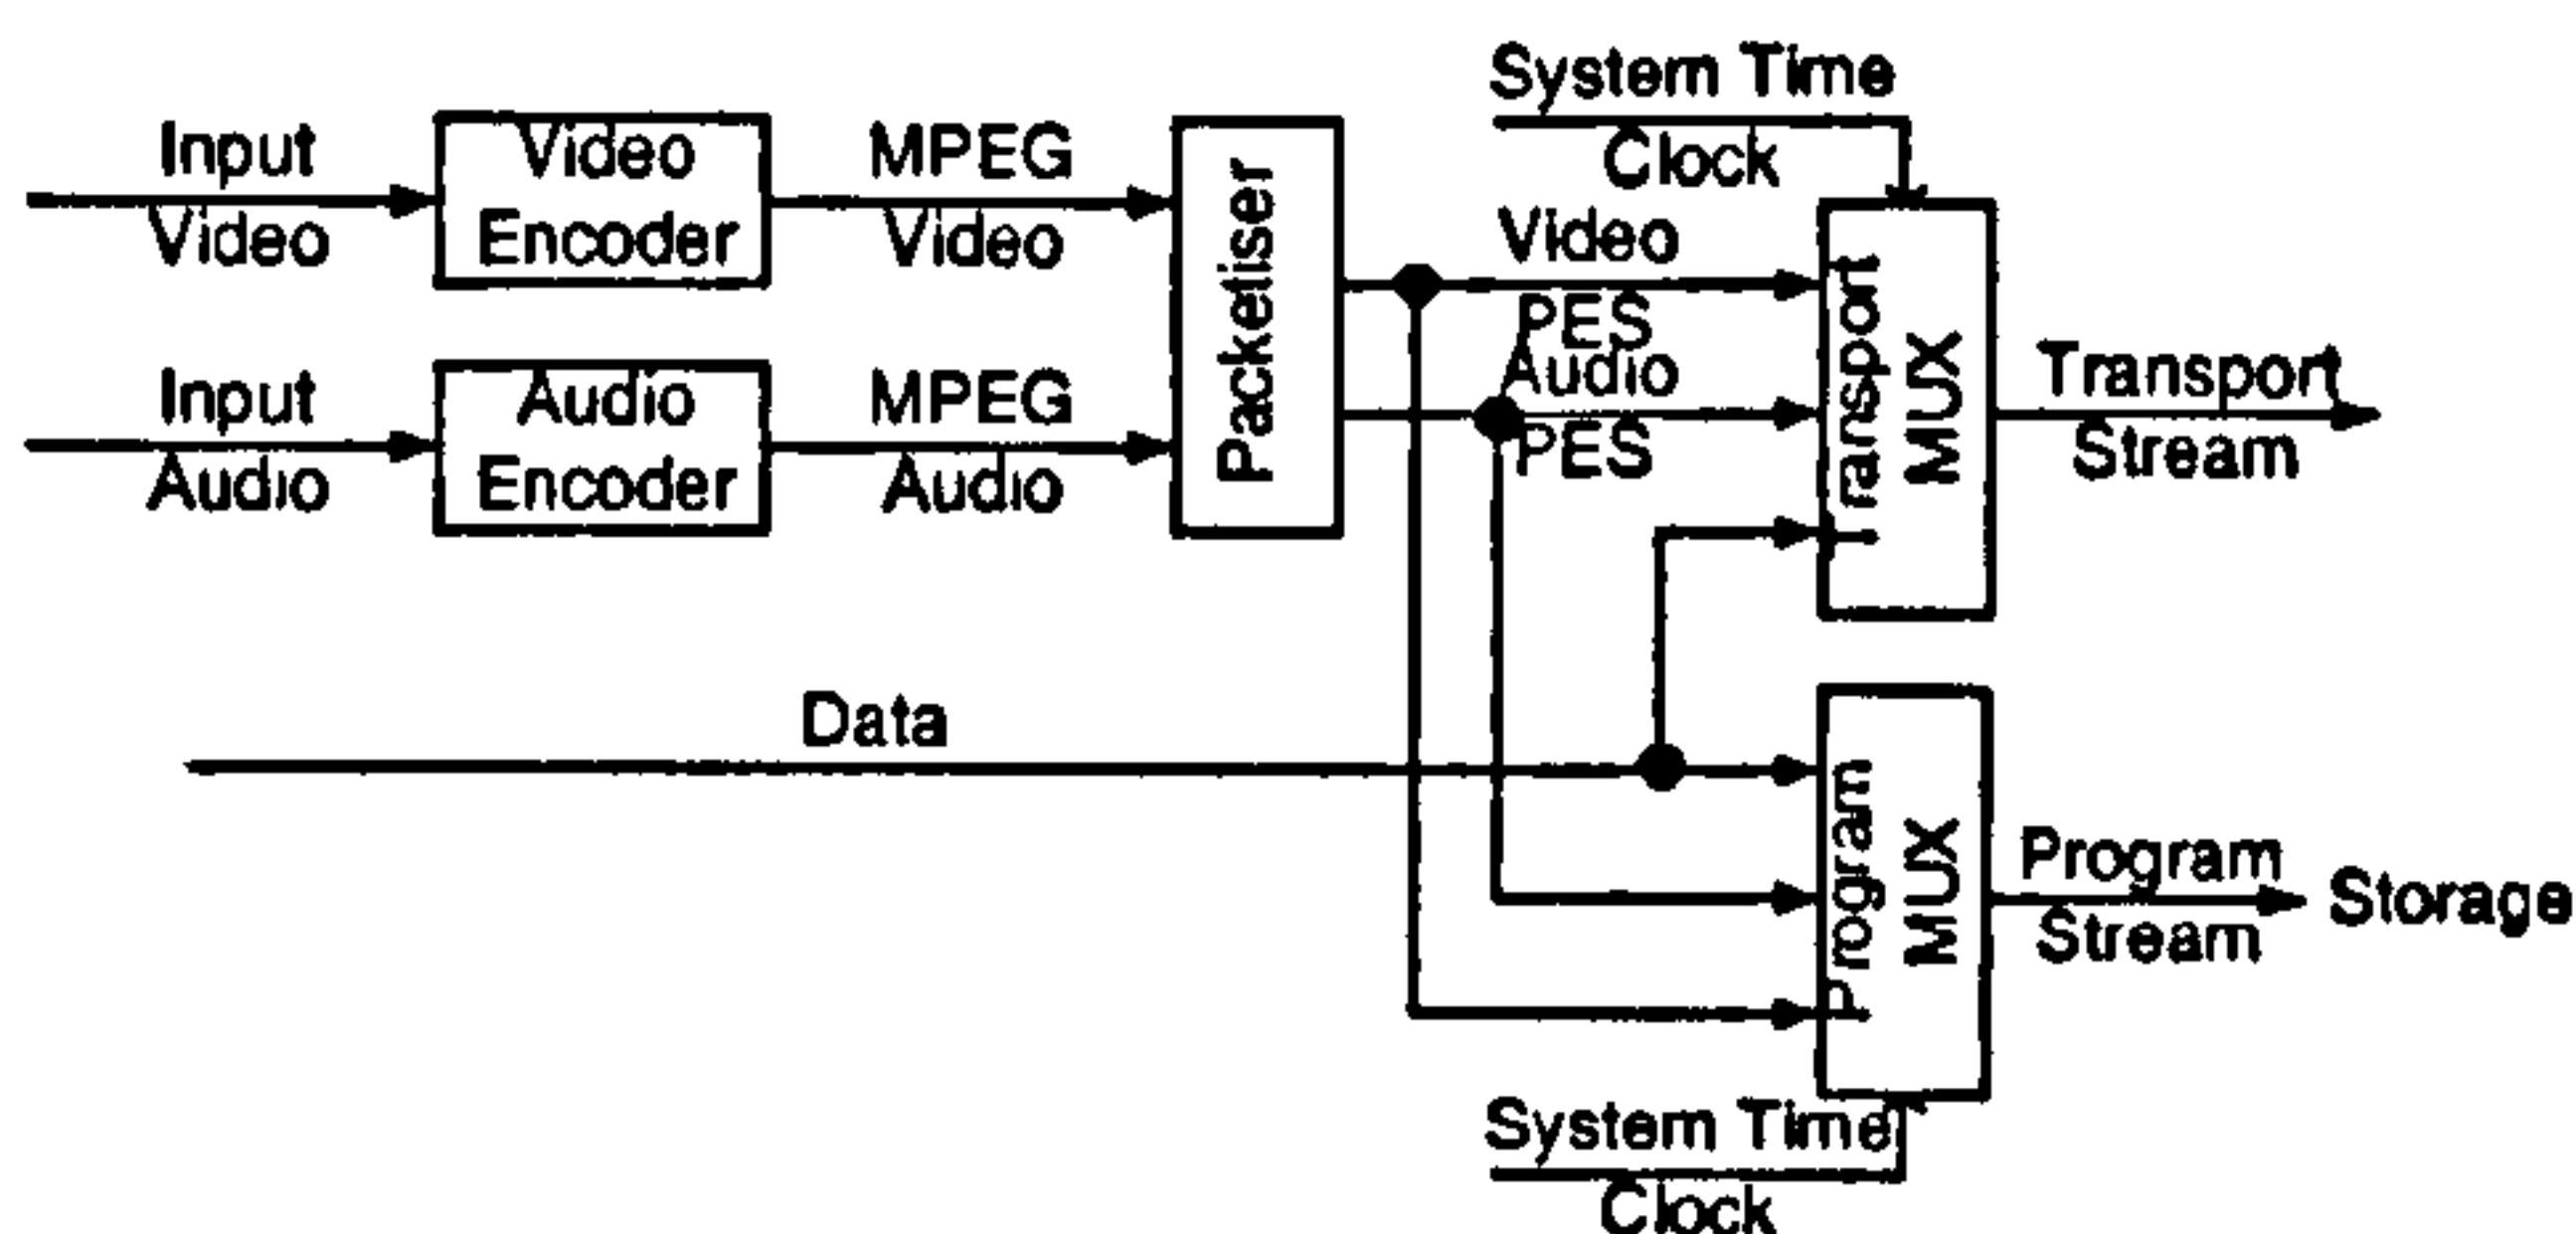 Input
Video
Video
Encoder
MPEG
Video
Input
Audio
Audio
Encoder
MPEG
Audio
Packetiser
System Time
Clock
Video
PES
Audio
PES
Transport
MUX
Transport
Stream
Data
Program
MUX
Program
Stream
Storage
System Time
Clock